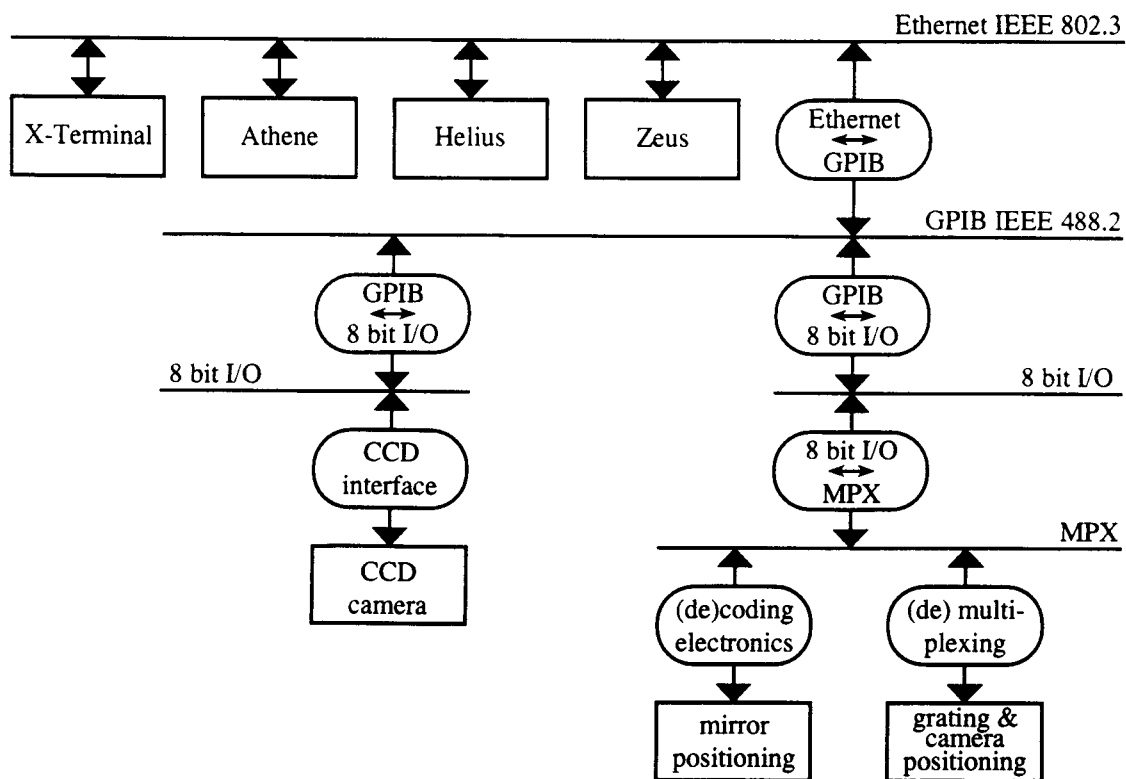 Ethernet IEEE 802.3
X-Terminal
Athene
Helius
Zeus
Ethernet
GPIB
GPIB IEEE 488.2
GPIB
8 bit I/O
GPIB
8 bit I/O
8 bit I/O
8 bit I/O
CCD
interface
8 bit I/O
MPX
MPX
CCD
camera
(de)coding
electronics
(de) multi-
plexing
mirror
positioning
grating &
camera
positioning